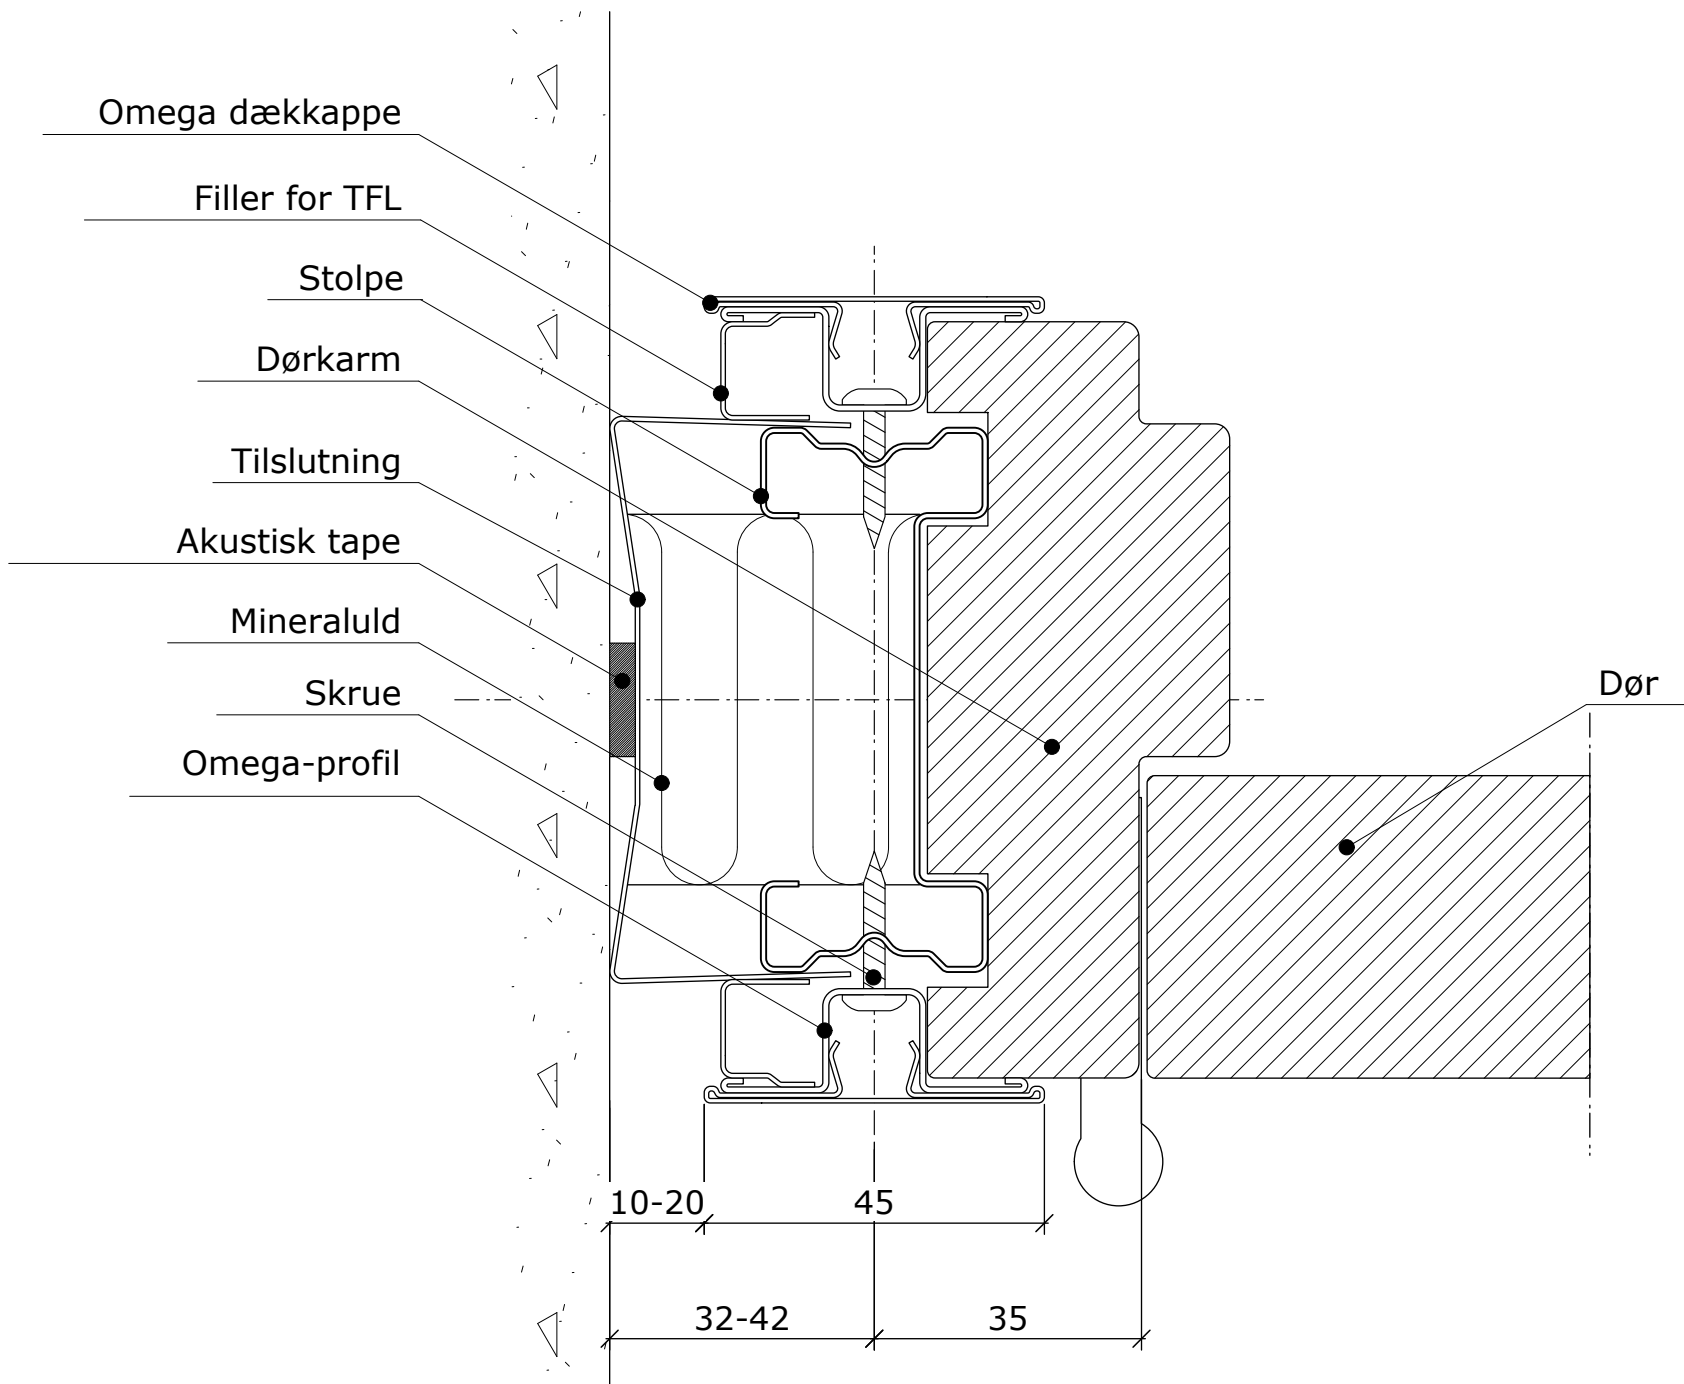 Omega dækkappe
Filler for TFL
Stolpe
Dørkarm
Tilslutning
Akustisk tape
Mineraluld
Skrue
Omega-profil
Dør
10-20
45
32-42
35